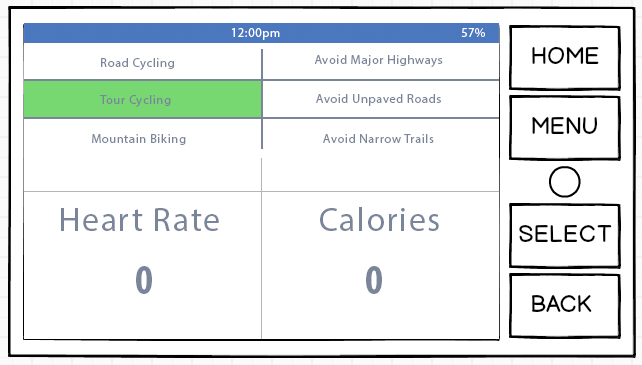 12:00pm 57%
Road Cycling
Avoid Major Highways
Tour Cycling
Avoid Unpaved Roads
Mountain Biking
Avoid Narrow Trails
Heart Rate
Calories
0
0
HOME
MENU
SELECT
BACK